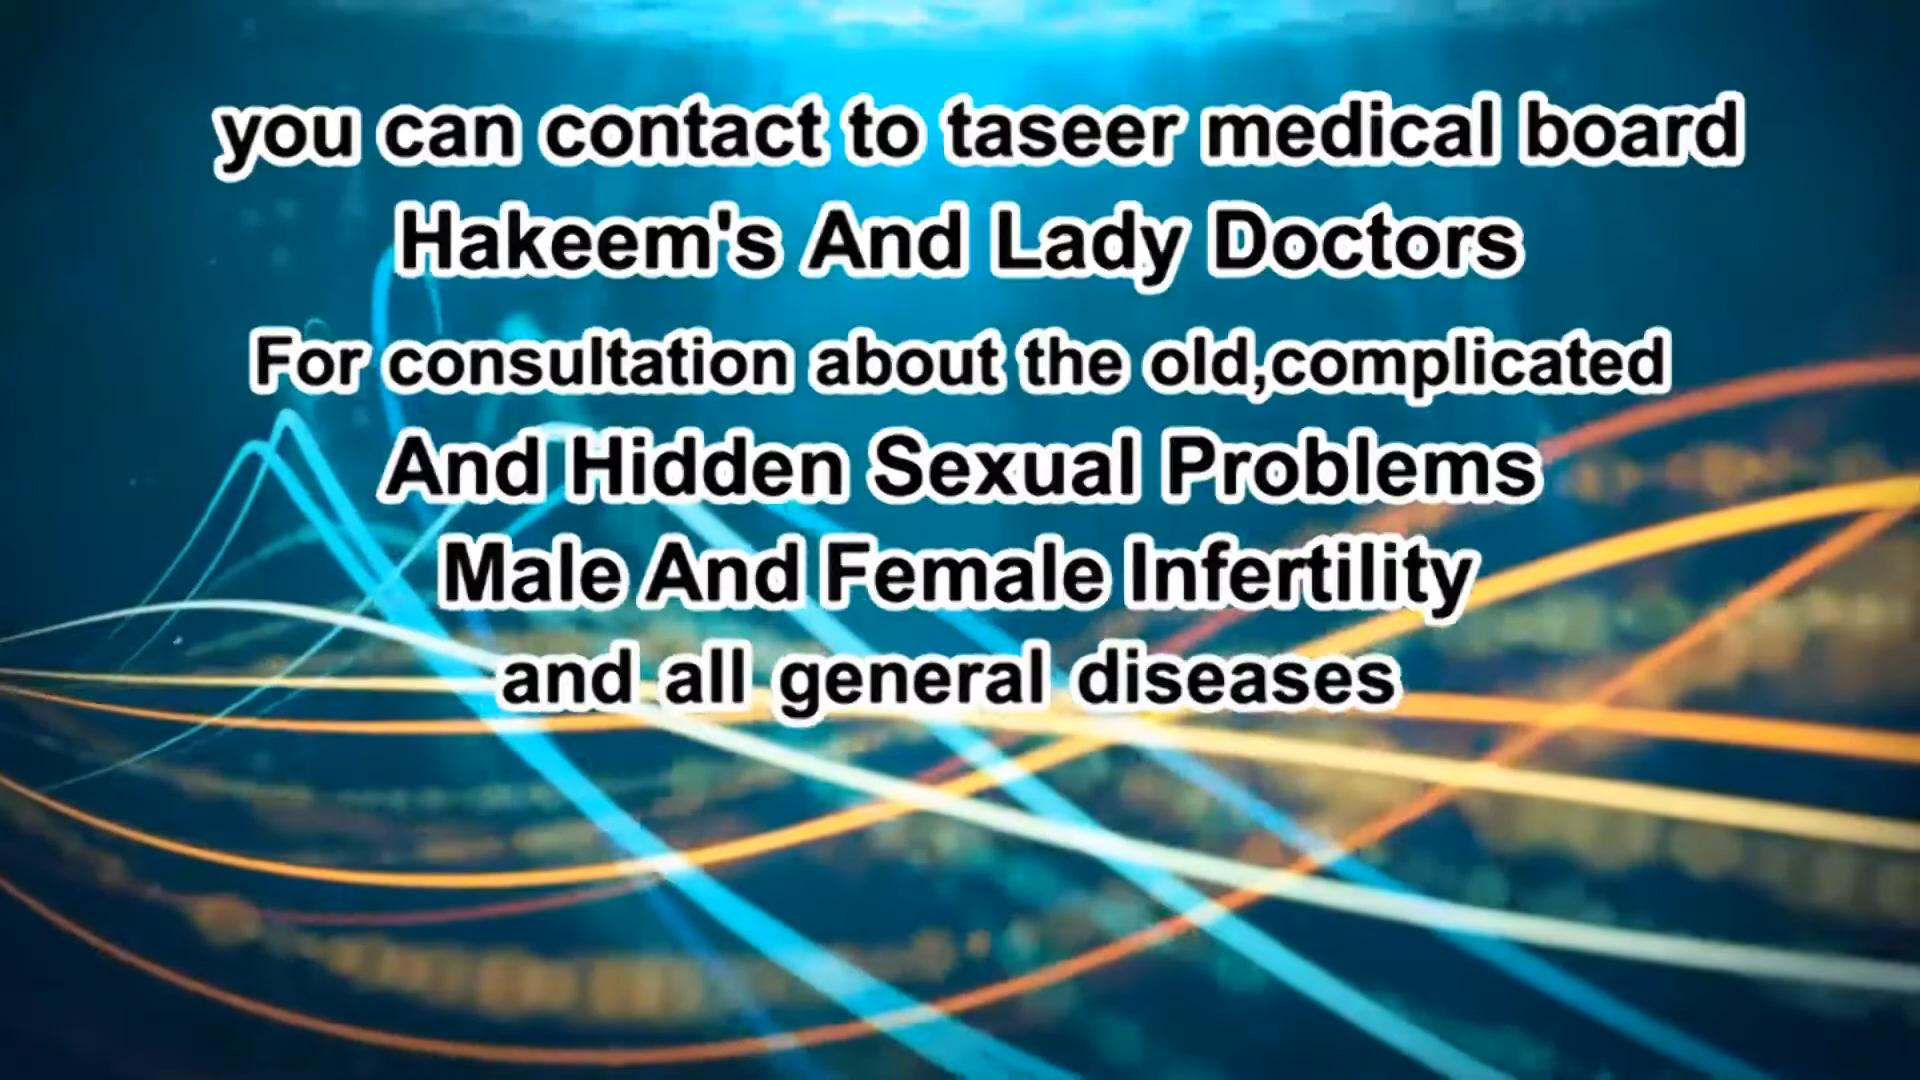 you can contact to taseer medical board
Hakeem's And Lady Doctors
For consultation about the old,complicated
And Hidden Sexual Problems
Male And Female Infertility
and all general diseases